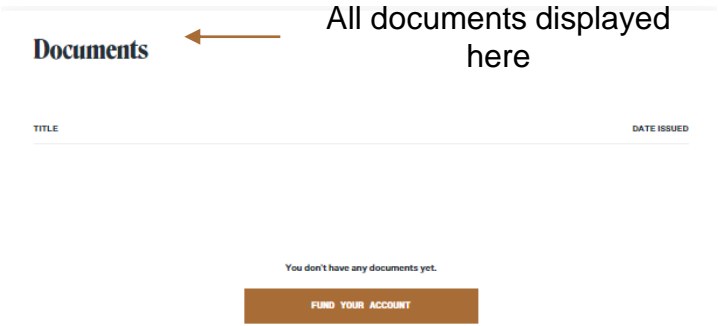 All documents displayed
here
Documents
TITLE DATE ISSUED
You don't have any documents yet.
FUND YOUR ACCOUNT